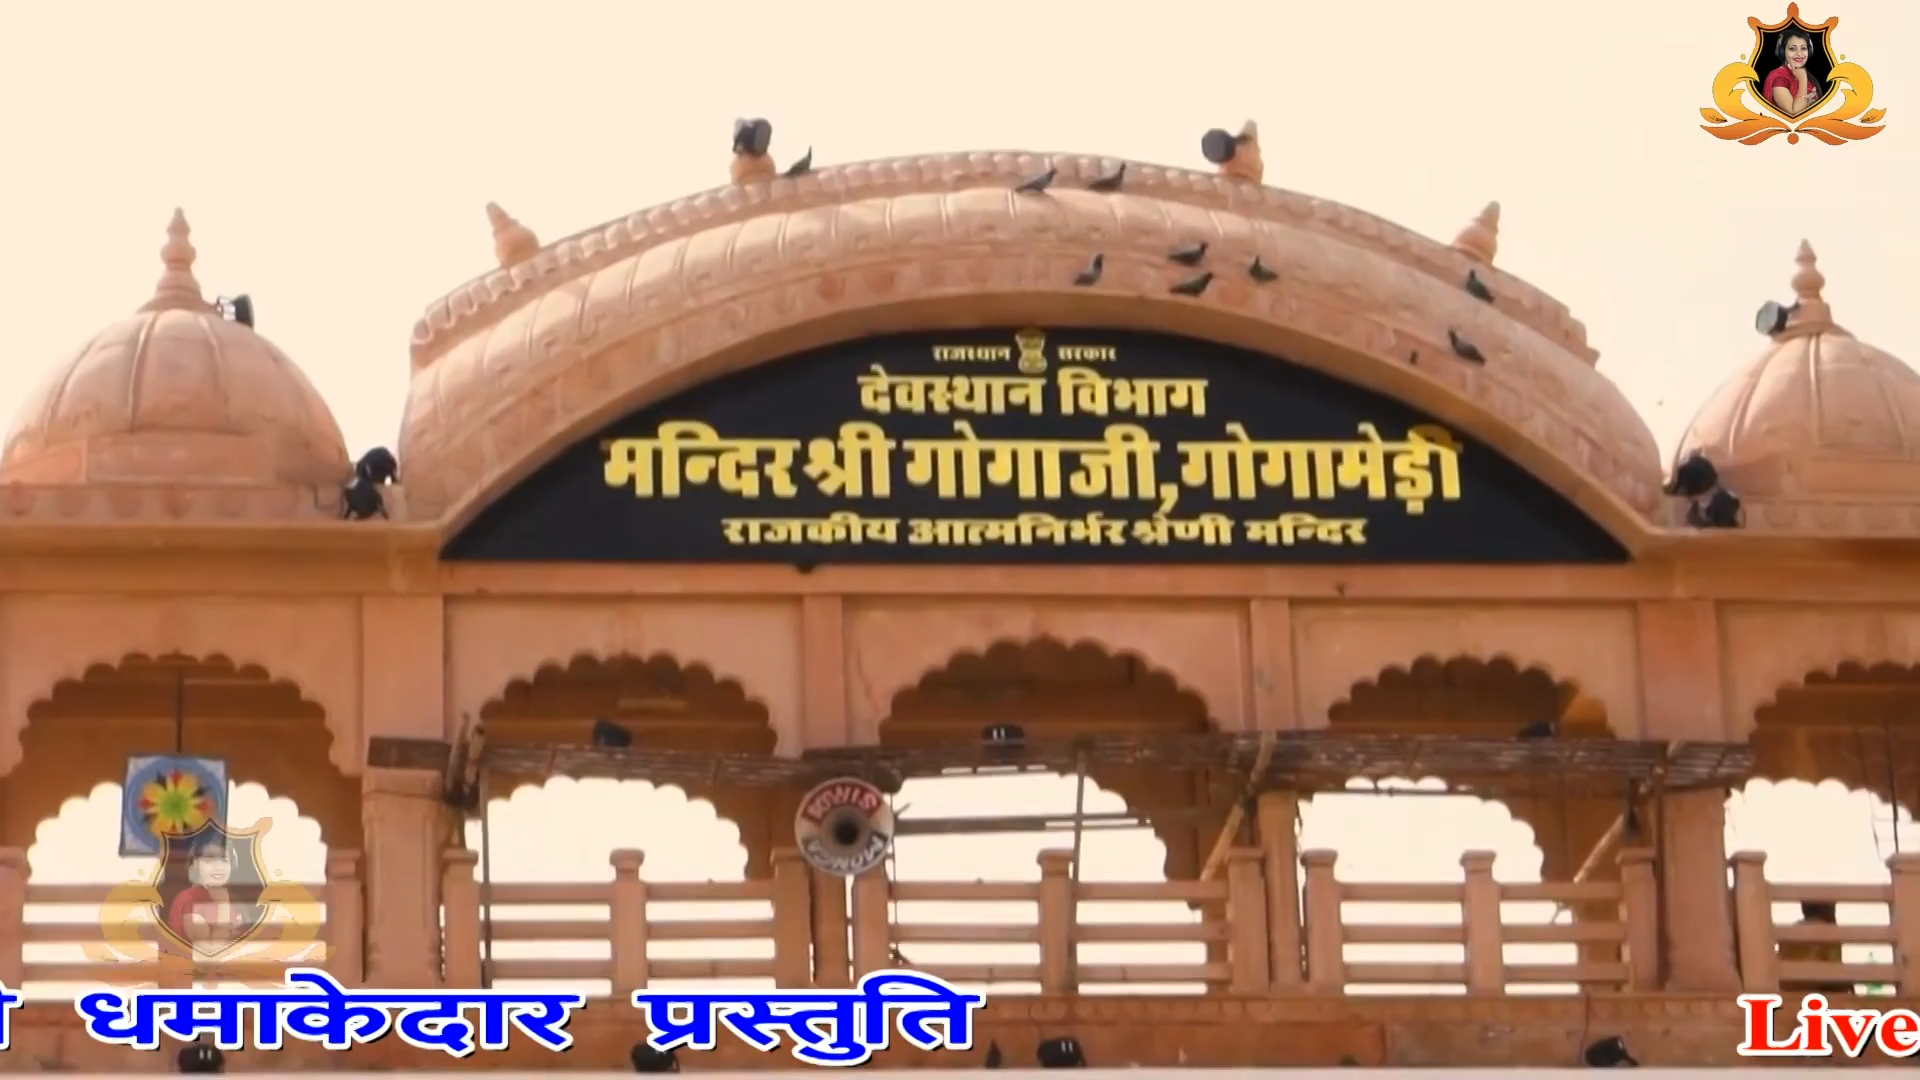 राजस्थान सरकार
देवस्थान विभाग
मन्दिर श्री गोगाजी, गोगामेड़ी
राजकीय आत्मनिर्भर श्रेणी मन्दिर
धमाकेदार प्रस्तुति
Live